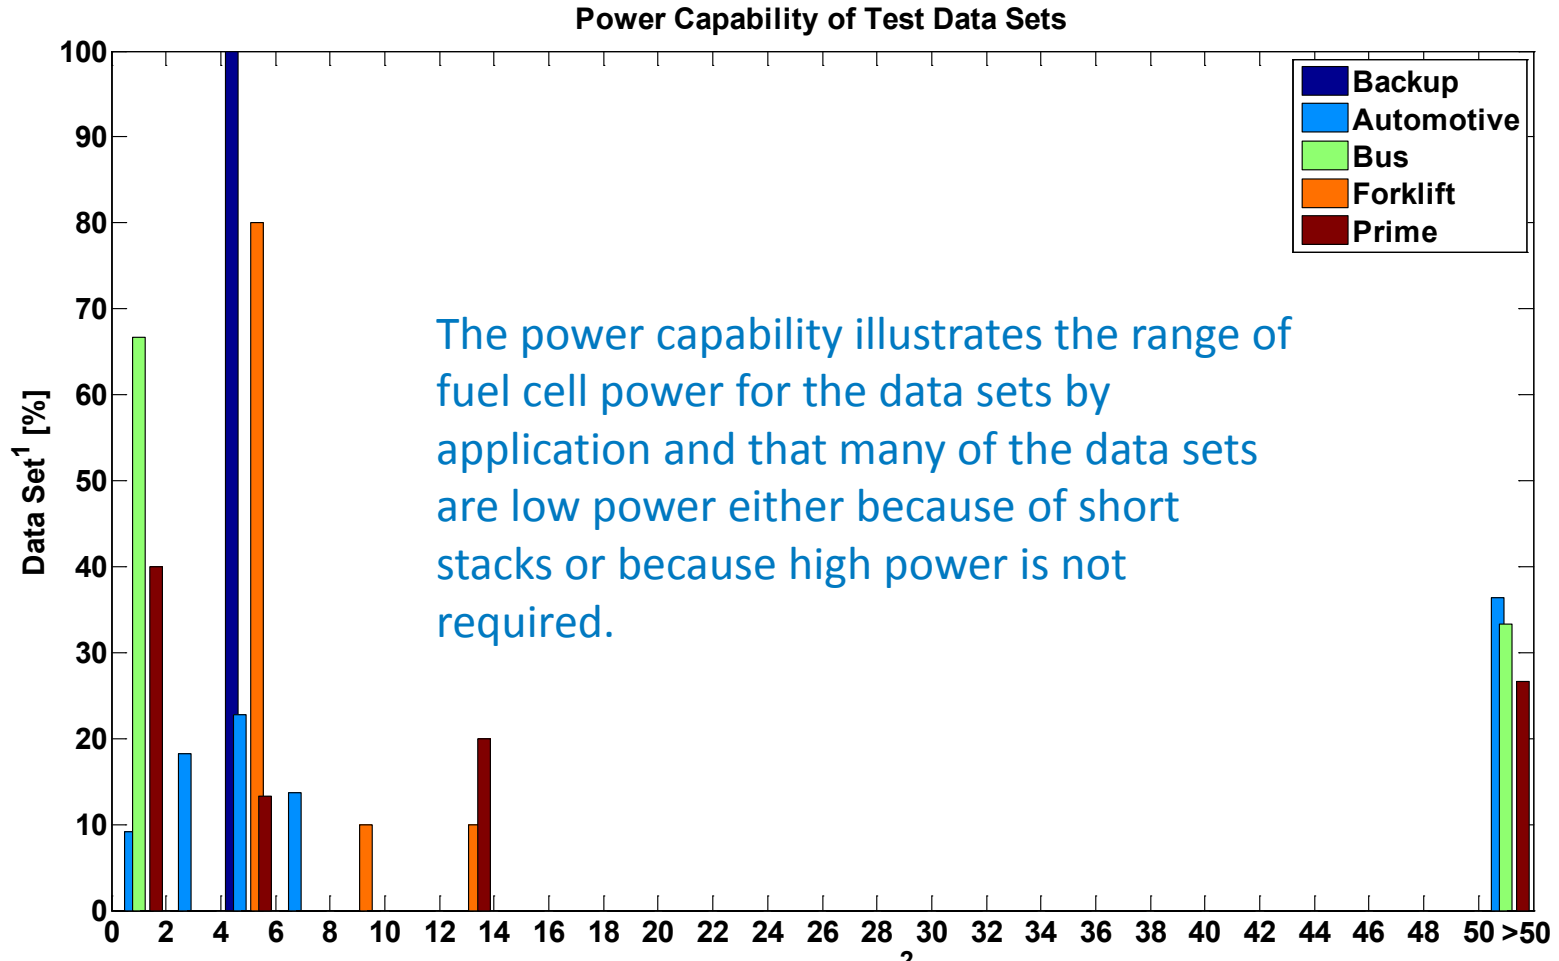 Power Capability of Test Data Sets
100
90
80
70
60
50
40
30
20
10
0
Data Set¹ [%]
Backup
Automotive
Bus
Forklift
Prime
The power capability illustrates the range of
fuel cell power for the data sets by
application and that many of the data sets
are low power either because of short
stacks or because high power is not
required.
0 2 4 6 8 10 12 14 16 18 20 22 24 26 28 30 32 34 36 38 40 42 44 46 48 50 >50
2